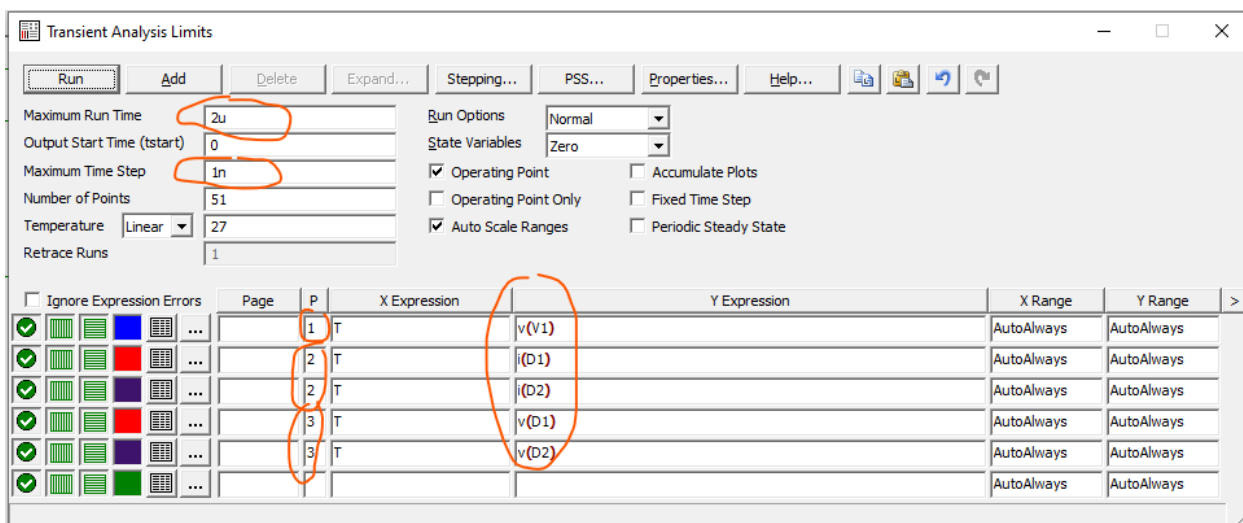 Transient Analysis Limits
Run Add Delete Expand... Stepping... PSS... Properties... Help...
Maximum Run Time 2u Run Options Normal
Output Start Time (tstart) 0 State Variables Zero
Maximum Time Step 1n Operating Point Accumulate Plots
Number of Points 51 Operating Point Only Fixed Time Step
Temperature Linear 27 Auto Scale Ranges Periodic Steady State
Retrace Runs 1
Ignore Expression Errors Page P X Expression Y Expression X Range Y Range >
... 1 T v(V1) AutoAlways AutoAlways
... 2 T i(D1) AutoAlways AutoAlways
... 2 T i(D2) AutoAlways AutoAlways
... 3 T v(D1) AutoAlways AutoAlways
... 3 T v(D2) AutoAlways AutoAlways
... AutoAlways AutoAlways